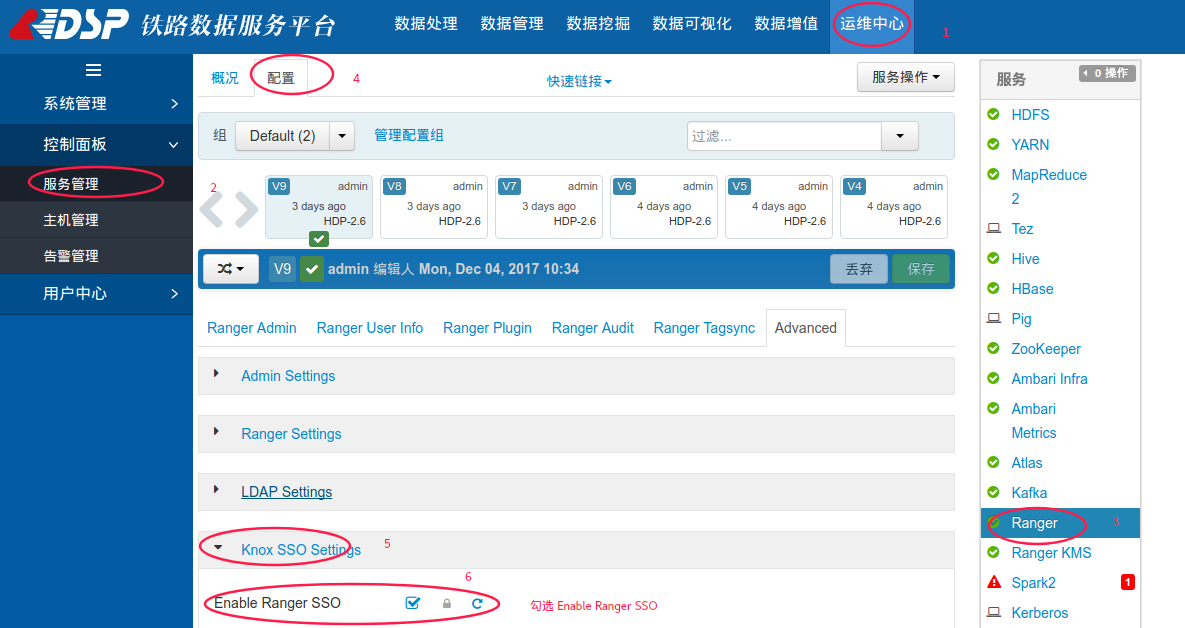 RDSP 铁路数据服务平台
数据处理 数据管理 数据挖掘 数据可视化 数据增值 运维中心 1
系统管理
控制面板
服务管理
主机管理
告警管理
用户中心
2
概况 配置 4 快速链接 服务操作
组 Default (2) 管理配置组 过滤...
V9 admin
3 days ago
HDP-2.6
V8 admin
3 days ago
HDP-2.6
V7 admin
3 days ago
HDP-2.6
V6 admin
4 days ago
HDP-2.6
V5 admin
4 days ago
HDP-2.6
V4 admin
4 days ago
HDP-2.6
V9 admin 编辑人 Mon, Dec 04, 2017 10:34 丢弃 保存
Ranger Admin Ranger User Info Ranger Plugin Ranger Audit Ranger Tagsync Advanced
Admin Settings
Ranger Settings
LDAP Settings
Knox SSO Settings 5
6
Enable Ranger SSO 勾选 Enable Ranger SSO
服务 0 操作
HDFS
YARN
MapReduce
2
Tez
Hive
HBase
Pig
ZooKeeper
Ambari Infra
Ambari
Metrics
Atlas
Kafka
Ranger 3
Ranger KMS
Spark2 1
Kerberos